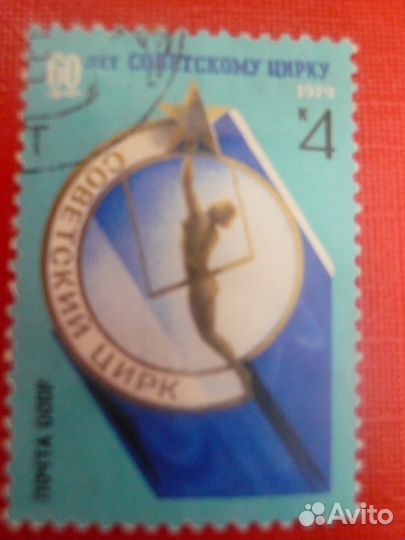 60 ЛЕТ СОВЕТСКОМУ ЦИРКУ
1979
к 4
СОВЕТСКИЙ ЦИРК
ПОЧТА СССР
Avito